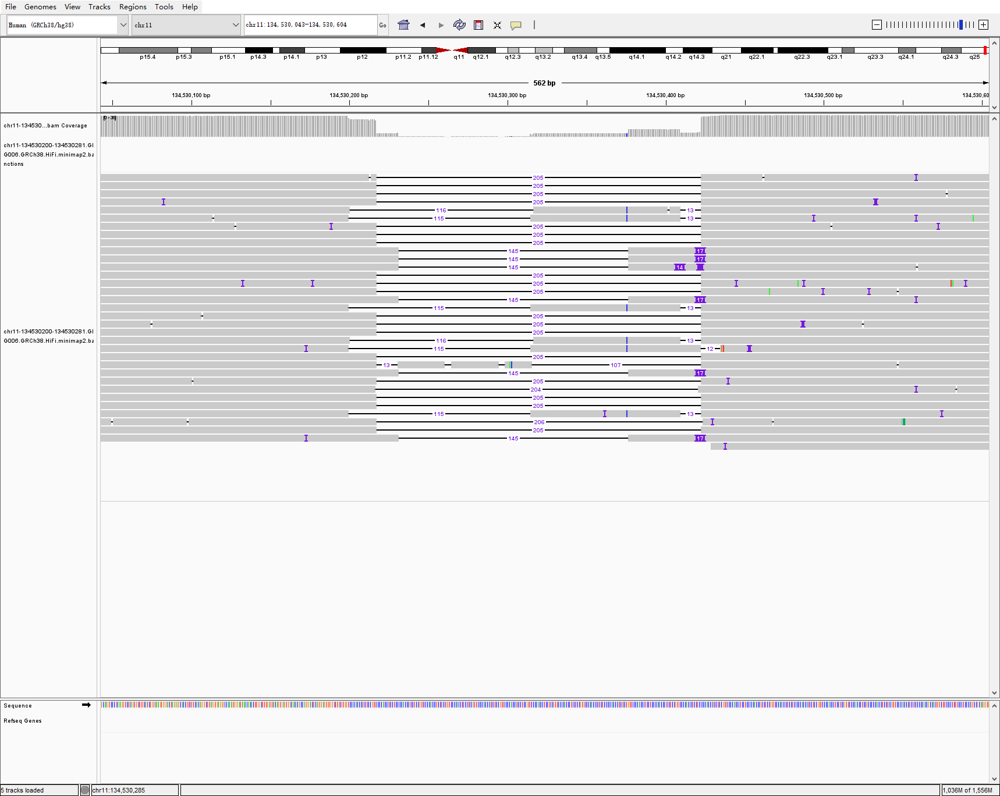 File Genomes View Tracks Regions Tools Help
Human (GRCh38/hg38) chr11 chr11:134,530,043-134,530,604 Go
p15.4 p15.3 p15.1 p14.3 p14.1 p13 p12 p11.2 p11.12 q11 q12.1 q12.3 q13.2 q13.4 q13.5 q14.1 q14.2 q14.3 q21 q22.1 q22.3 q23.1 q23.3 q24.1 q24.3 q25
562 bp
134,530,100 bp 134,530,200 bp 134,530,300 bp 134,530,400 bp 134,530,500 bp 134,530,60
[0-36]
chr11-134530...bam Coverage
chr11-134530200-134530281.GI
G006.GRCh38.HiFi.minimap2.ba
nctions
205
205
205
205
116 13
115 13
205
205
205
145 17
145 17
145 14
205
205
205
145 17
115 13
205
205
chr11-134530200-134530281.GI
205
G006.GRCh38.HiFi.minimap2.ba
116 13
115 12
205
13 107
145 17
205
204
205
205
115 13
206
205
145 17
Sequence
Refseq Genes
5 tracks loaded chr11:134,530,285 1,036M of 1,556M